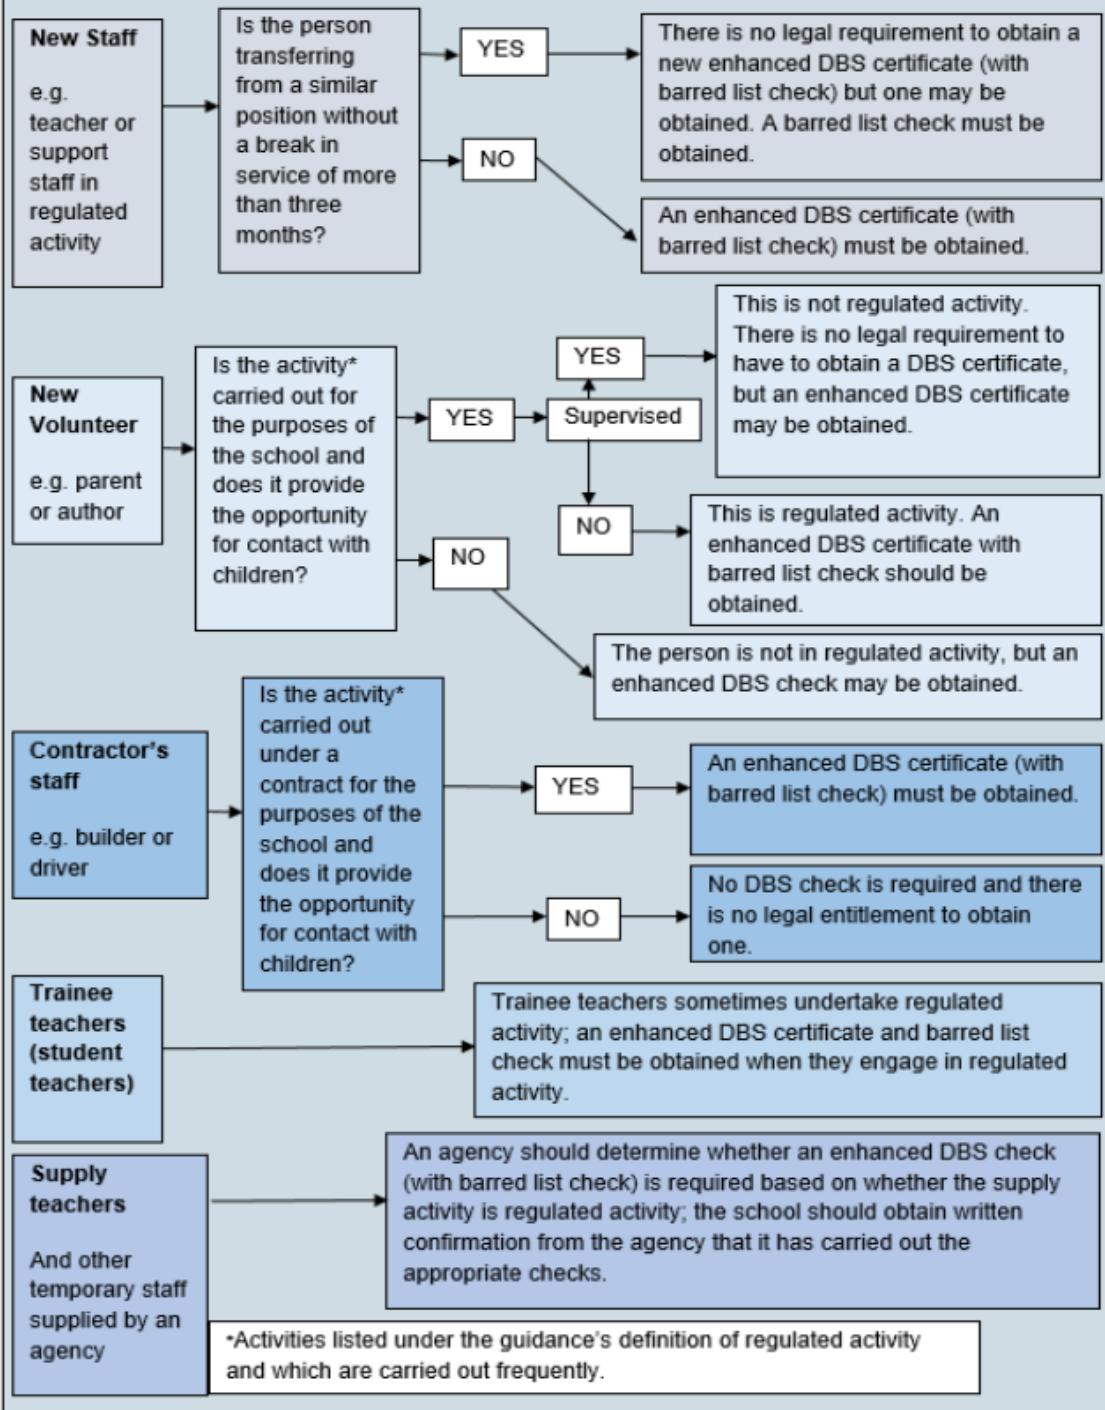 New Staff
e.g.
teacher or
support
staff in
regulated
activity
Is the person
transferring
from a similar
position without
a break in
service of more
than three
months?
YES
NO
There is no legal requirement to obtain a
new enhanced DBS certificate (with
barred list check) but one may be
obtained. A barred list check must be
obtained.
An enhanced DBS certificate (with
barred list check) must be obtained.
New
Volunteer
e.g. parent
or author
Is the activity*
carried out for
the purposes of
the school and
does it provide
the opportunity
for contact with
children?
YES
NO
Supervised
YES
NO
This is not regulated activity.
There is no legal requirement to
have to obtain a DBS certificate,
but an enhanced DBS certificate
may be obtained.
This is regulated activity. An
enhanced DBS certificate with
barred list check should be
obtained.
The person is not in regulated activity, but an
enhanced DBS check may be obtained.
Contractor's
staff
e.g. builder or
driver
Is the activity*
carried out
under a
contract for the
purposes of the
school and
does it provide
the opportunity
for contact with
children?
YES
NO
An enhanced DBS certificate (with
barred list check) must be obtained.
No DBS check is required and there
is no legal entitlement to obtain
one.
Trainee
teachers
(student
teachers)
Trainee teachers sometimes undertake regulated
activity; an enhanced DBS certificate and barred list
check must be obtained when they engage in regulated
activity.
Supply
teachers
And other
temporary staff
supplied by an
agency
An agency should determine whether an enhanced DBS check
(with barred list check) is required based on whether the supply
activity is regulated activity; the school should obtain written
confirmation from the agency that it has carried out the
appropriate checks.
*Activities listed under the guidance's definition of regulated activity
and which are carried out frequently.